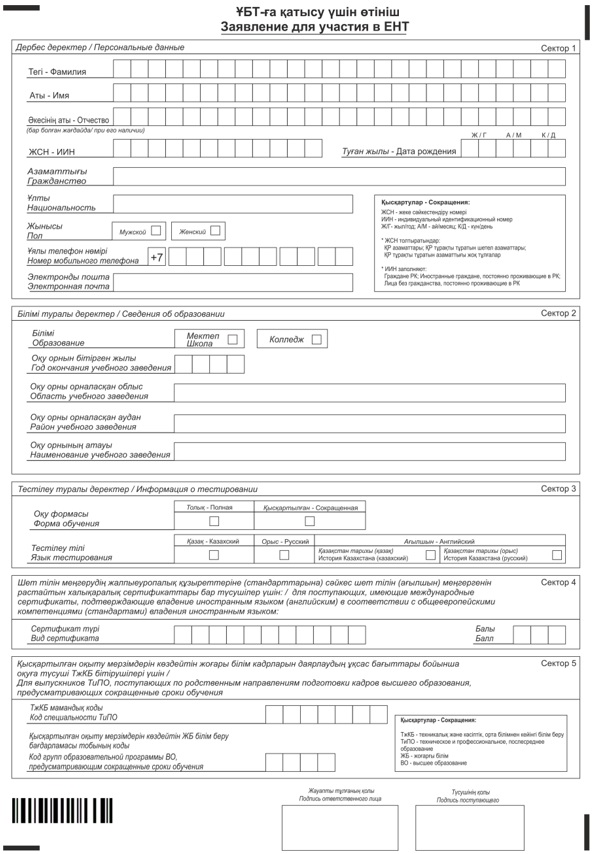 ҰБТ-ға қатысу үшін өтініш
Заявление для участия в ЕНТ
Дербес деректер / Персональные данные
Сектор 1
Тегі - Фамилия
Аты - Имя
Әкесінің аты - Отчество
(бар болған жағдайда/ при его наличии)
Ж / Г А / М К / Д
ЖСН - ИИН
Туған жылы - Дата рождения
Азаматтығы
Гражданство
Ұлты
Национальность
Жынысы
Пол
Мужской
Женский
Ұялы телефон нөмірі
Номер мобильного телефона
+7
Электронды пошта
Электронная почта
Қысқартулар - Сокращения:
ЖСН - жеке сәйкестендіру номері
ИИН - индивидуальный идентификационный номер
Ж/Г - жыл/год; А/М - ай/месяц; К/Д - күн/день
* ЖСН толтыратындар:
ҚР азаматтары; ҚР тұрақты тұратын шетел азаматтары;
ҚР тұрақты тұратын азаматтығы жоқ тұлғалар
* ИИН заполняют:
Граждане РК; Иностранные граждане, постоянно проживающие в РК;
Лица без гражданства, постоянно проживающие в РК
Білімі туралы деректер / Сведения об образовании
Сектор 2
Білімі
Образование
Мектеп
Школа
Колледж
Оқу орнын бітірген жылы
Год окончания учебного заведения
Оқу орны орналасқан облыс
Область учебного заведения
Оқу орны орналасқан аудан
Район учебного заведения
Оқу орнының атауы
Наименование учебного заведения
Тестілеу туралы деректер / Информация о тестировании
Сектор 3
Оқу формасы
Форма обучения
Толық - Полная
Қысқартылған - Сокращенная
Тестілеу тілі
Язык тестирования
Қазақ - Казахский
Орыс - Русский
Ағылшын - Английский
Қазақстан тарихы (қазақ)
История Казахстана (казахский)
Қазақстан тарихы (орыс)
История Казахстана (русский)
Шет тілін меңгерудің жалпыеуропалық құзыреттеріне (стандарттарына) сәйкес шет тілін (ағылшын) меңгергенін
Сектор 4
растайтын халықаралық сертификаттары бар түсушілер үшін: / для поступающих, имеющие международные
сертификаты, подтверждающие владение иностранным языком (английским) в соответствии с общеевропейскими
компетенциями (стандартами) владения иностранным языком:
Сертификат түрі
Вид сертификата
Балы
Балл
Қысқартылған оқыту мерзімдерін көздейтін жоғары білім кадрларын даярлаудың ұқсас бағыттары бойынша
Сектор 5
оқуға түсуші ТжКБ бітірушілері үшін /
Для выпускников ТиПО, поступающих по родственным направлениям подготовки кадров высшего образования,
предусматривающих сокращенные сроки обучения
ТжКБ мамандық коды
Код специальности ТиПО
Қысқартылған оқыту мерзімдерін көздейтін ЖБ білім беру
бағдарламасы тобының коды
Код групп образовательной программы ВО,
предусматривающим сокращенные сроки обучения
Қысқартулар - Сокращения:
ТжКБ - техникалық және кәсіптік, орта білімнен кейінгі білім беру
ТиПО - техническое и профессиональное, послесреднее
образование
ЖБ - жоғарғы білім
ВО - высшее образование
Жауапты тұлғаның қолы
Подпись ответственного лица
Түсушінің қолы
Подпись поступающего